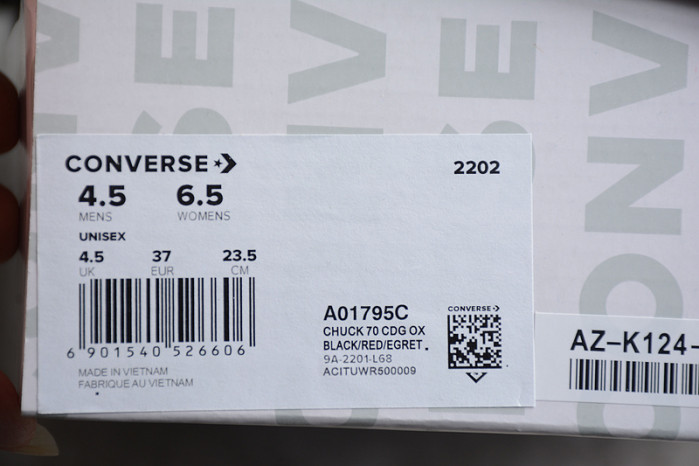 CONVERSE
2202
4.5 6.5
MENS WOMENS
UNISEX
4.5 37 23.5
UK EUR CM
6 901540 526606
MADE IN VIETNAM
FABRIQUE AU VIETNAM
A01795C
CHUCK 70 CDG OX
BLACK/RED/EGRET.
9A-2201-L68
ACITUWR500009
CONVERSE
AZ-K124-